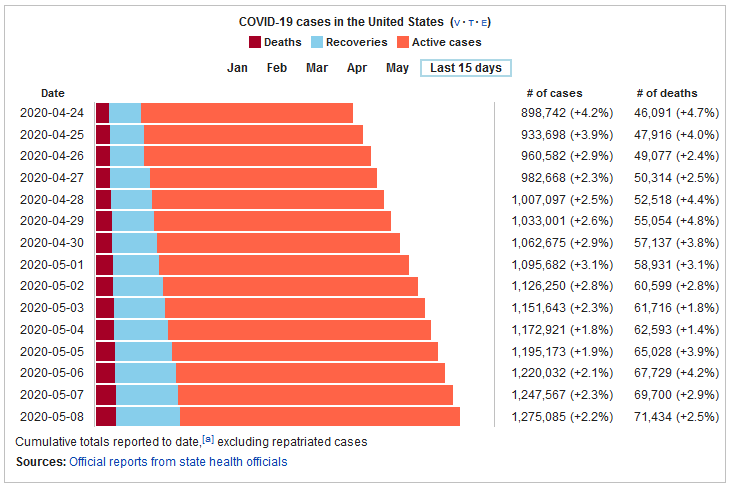 COVID-19 cases in the United States (V · T · E)
Deaths Recoveries Active cases
Jan Feb Mar Apr May Last 15 days
Date # of cases # of deaths
2020-04-24 898,742 (+4.2%) 46,091 (+4.7%)
2020-04-25 933,698 (+3.9%) 47,916 (+4.0%)
2020-04-26 960,582 (+2.9%) 49,077 (+2.4%)
2020-04-27 982,668 (+2.3%) 50,314 (+2.5%)
2020-04-28 1,007,097 (+2.5%) 52,518 (+4.4%)
2020-04-29 1,033,001 (+2.6%) 55,054 (+4.8%)
2020-04-30 1,062,675 (+2.9%) 57,137 (+3.8%)
2020-05-01 1,095,682 (+3.1%) 58,931 (+3.1%)
2020-05-02 1,126,250 (+2.8%) 60,599 (+2.8%)
2020-05-03 1,151,643 (+2.3%) 61,716 (+1.8%)
2020-05-04 1,172,921 (+1.8%) 62,593 (+1.4%)
2020-05-05 1,195,173 (+1.9%) 65,028 (+3.9%)
2020-05-06 1,220,032 (+2.1%) 67,729 (+4.2%)
2020-05-07 1,247,567 (+2.3%) 69,700 (+2.9%)
2020-05-08 1,275,085 (+2.2%) 71,434 (+2.5%)
Cumulative totals reported to date,[a] excluding repatriated cases
Sources: Official reports from state health officials